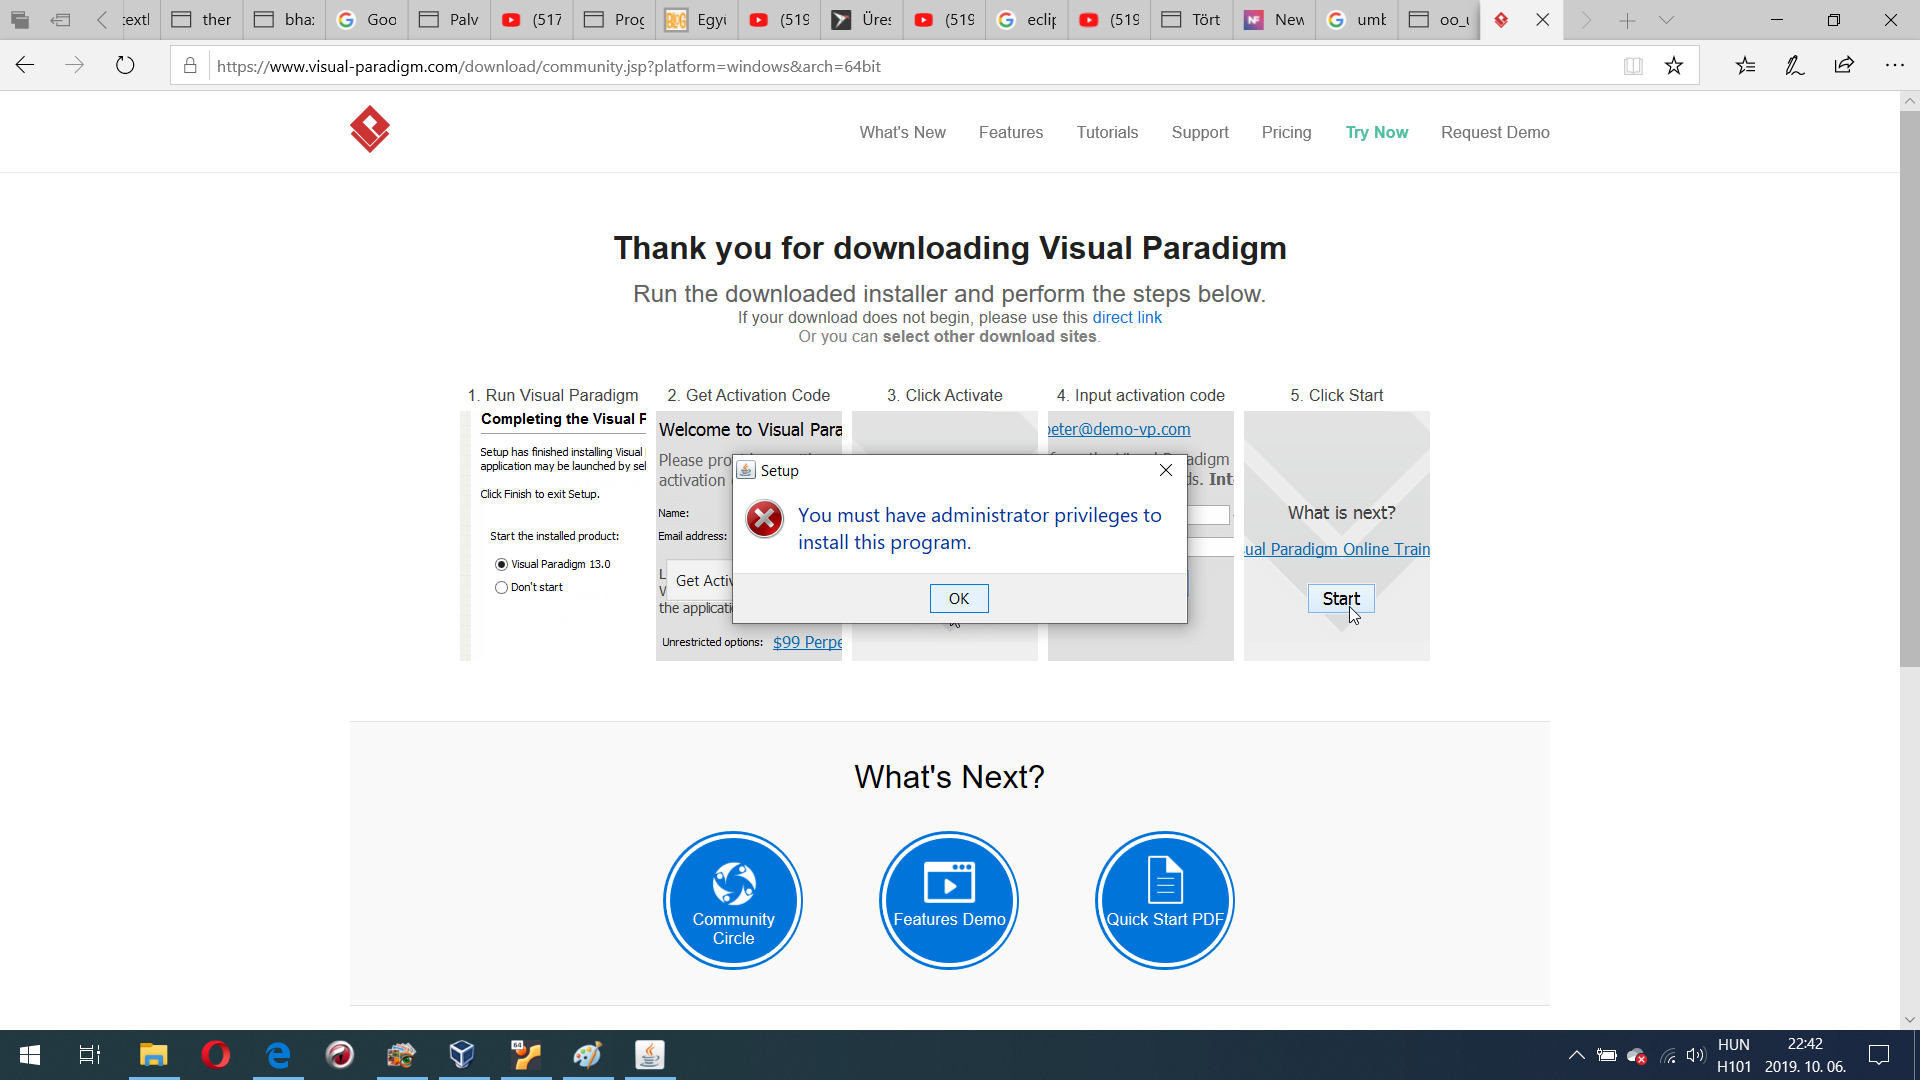 textl
ther
bha:
Goo
Palv
(517
Prog
Egyı
(519
Üres
(519
eclip
(519
Tört
New
umb
oo_u
https://www.visual-paradigm.com/download/community.jsp?platform=windows&arch=64bit
What's New Features Tutorials Support Pricing Try Now Request Demo
Thank you for downloading Visual Paradigm
Run the downloaded installer and perform the steps below.
If your download does not begin, please use this direct link
Or you can select other download sites.
1. Run Visual Paradigm
Completing the Visual P
Setup has finished installing Visual
application may be launched by sel
Click Finish to exit Setup.
Start the installed product:
Visual Paradigm 13.0
Don't start
2. Get Activation Code
Welcome to Visual Para
Please pro
activation
Name:
Email address:
Get Activ
the applicati
Unrestricted options: $99 Perpe
3. Click Activate
4. Input activation code
peter@demo-vp.com
adigm
ds. Int
5. Click Start
What is next?
sual Paradigm Online Train
Start
Setup
You must have administrator privileges to
install this program.
OK
What's Next?
Community
Circle
Features Demo
Quick Start PDF
64
HUN
H101
22:42
2019. 10. 06.